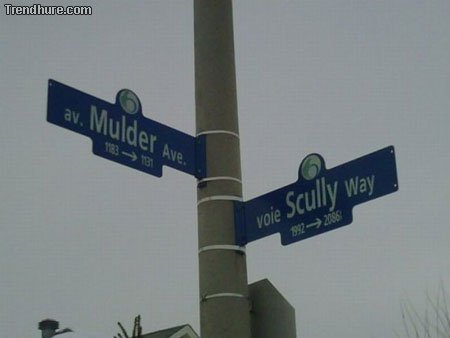 Trendhure.com
av. Mulder Ave.
1183 → 1131
voie Scully Way
1992 → 2086